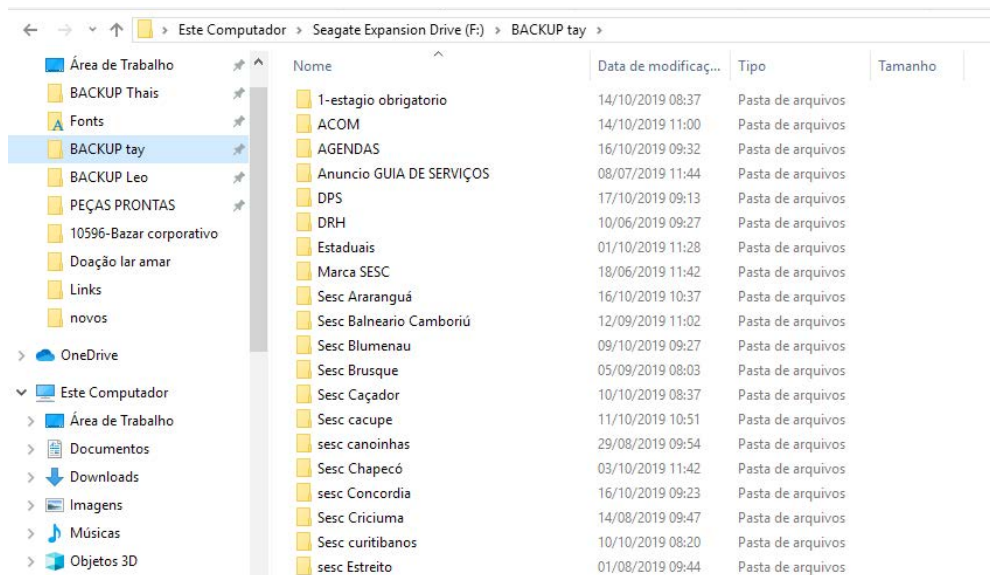 Este Computador > Seagate Expansion Drive (F:) > BACKUP tay >
Área de Trabalho
BACKUP Thais
Fonts
BACKUP tay
BACKUP Leo
PEÇAS PRONTAS
10596-Bazar corporativo
Doação lar amar
Links
novos
OneDrive
Este Computador
Área de Trabalho
Documentos
Downloads
Imagens
Músicas
Objetos 3D
Nome Data de modificaç... Tipo Tamanho
1-estagio obrigatorio 14/10/2019 08:37 Pasta de arquivos
ACOM 14/10/2019 11:00 Pasta de arquivos
AGENDAS 16/10/2019 09:32 Pasta de arquivos
Anuncio GUIA DE SERVIÇOS 08/07/2019 11:44 Pasta de arquivos
DPS 17/10/2019 09:13 Pasta de arquivos
DRH 10/06/2019 09:27 Pasta de arquivos
Estaduais 01/10/2019 11:28 Pasta de arquivos
Marca SESC 18/06/2019 11:42 Pasta de arquivos
Sesc Araranguá 16/10/2019 10:37 Pasta de arquivos
Sesc Balneario Camboriú 12/09/2019 11:02 Pasta de arquivos
Sesc Blumenau 09/10/2019 09:27 Pasta de arquivos
Sesc Brusque 05/09/2019 08:03 Pasta de arquivos
Sesc Caçador 10/10/2019 08:37 Pasta de arquivos
Sesc cacupe 11/10/2019 10:51 Pasta de arquivos
sesc canoinhas 29/08/2019 09:54 Pasta de arquivos
Sesc Chapecó 03/10/2019 11:42 Pasta de arquivos
sesc Concordia 16/10/2019 09:23 Pasta de arquivos
Sesc Criciuma 14/08/2019 09:47 Pasta de arquivos
Sesc curitibanos 10/10/2019 08:20 Pasta de arquivos
sesc Estreito 01/08/2019 09:44 Pasta de arquivos